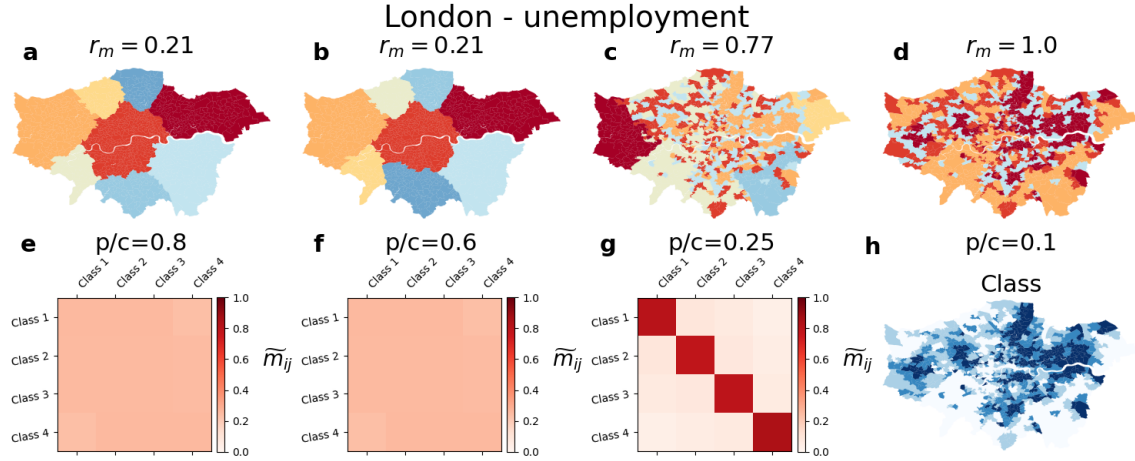 London - unemployment
a
r_m = 0.21
b
r_m = 0.21
c
r_m = 0.77
d
r_m = 1.0
e
p/c=0.8
f
p/c=0.6
g
p/c=0.25
h
p/c=0.1
Class 1
Class 2
Class 3
Class 4
Class 1
Class 2
Class 3
Class 4
1.0
0.8
0.6
0.4
0.2
0.0
m̃_ij
Class 1
Class 2
Class 3
Class 4
Class 1
Class 2
Class 3
Class 4
1.0
0.8
0.6
0.4
0.2
0.0
m̃_ij
Class 1
Class 2
Class 3
Class 4
Class 1
Class 2
Class 3
Class 4
1.0
0.8
0.6
0.4
0.2
0.0
m̃_ij
Class